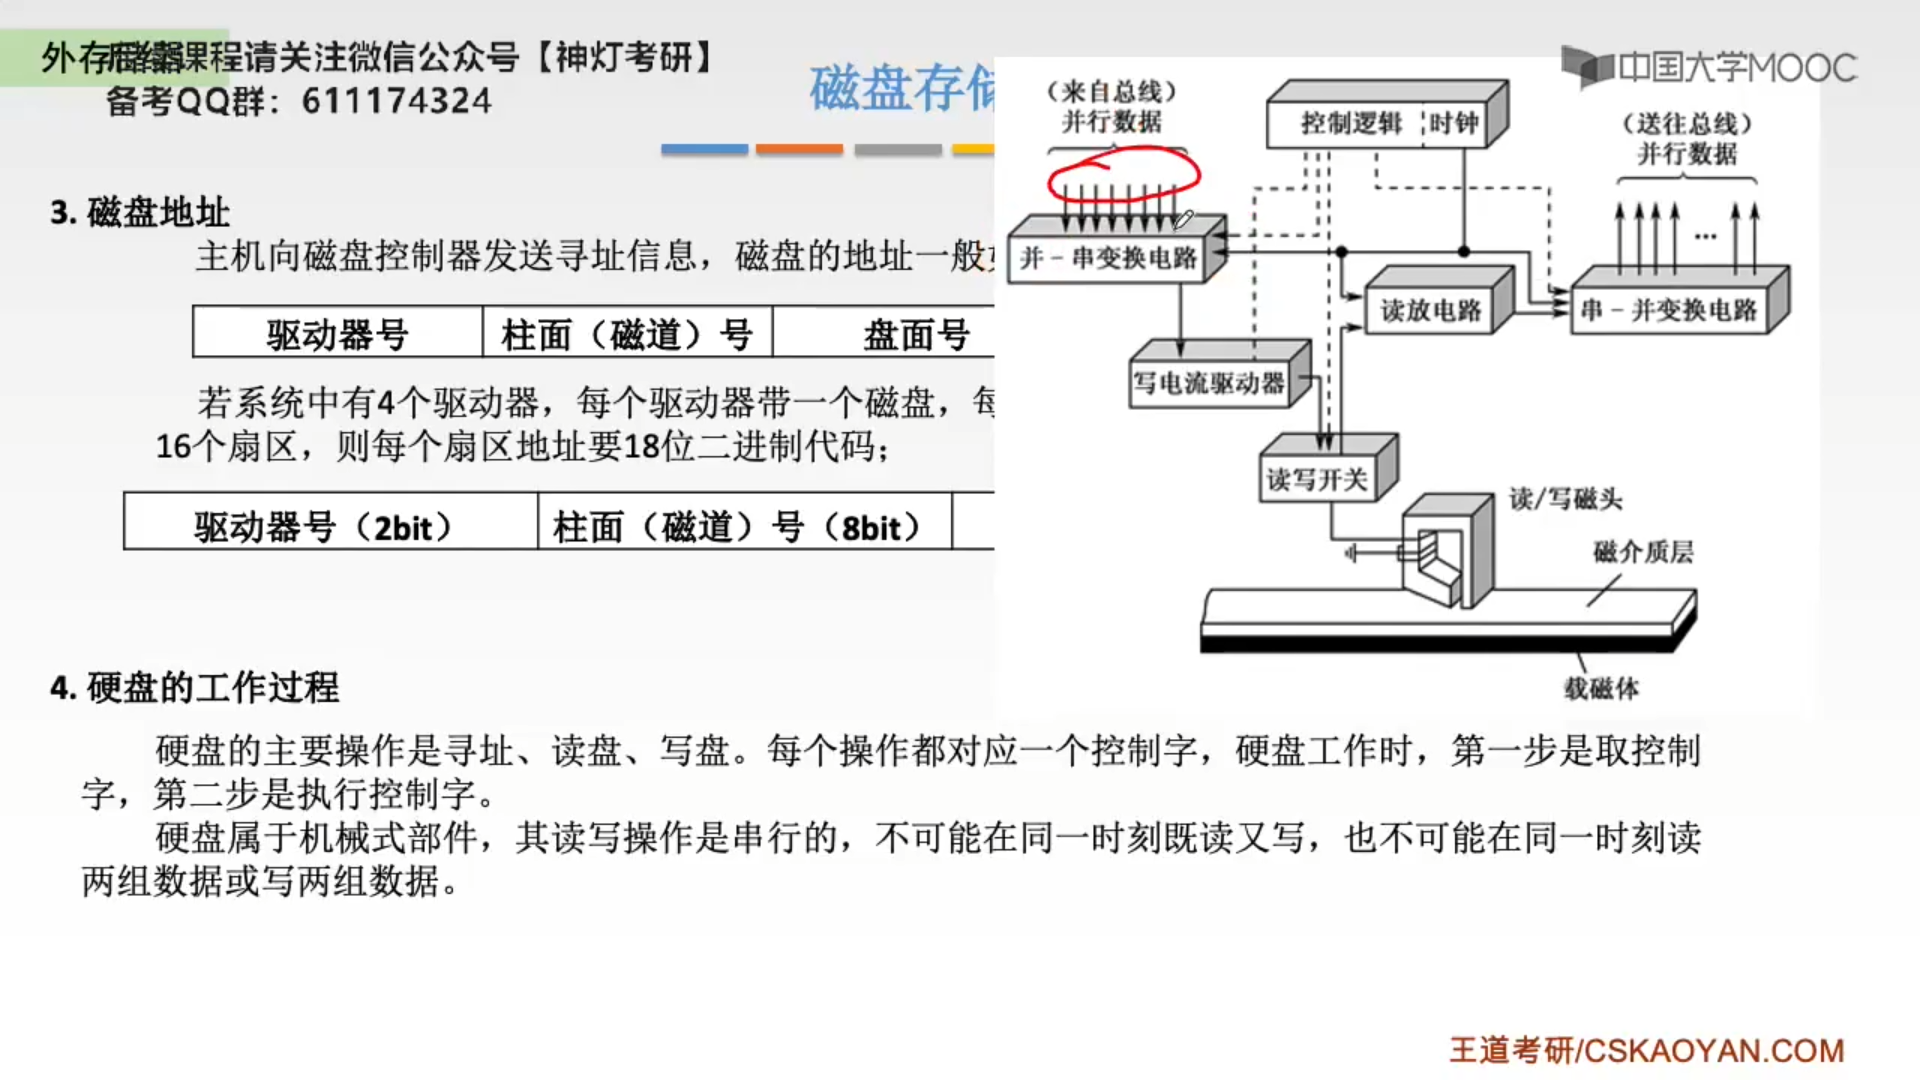 外存储器课程请关注微信公众号【神灯考研】
备考QQ群：611174324
磁盘存储
中国大学MOOC
3. 磁盘地址
主机向磁盘控制器发送寻址信息，磁盘的地址一般
驱动器号 柱面（磁道）号 盘面号
若系统中有4个驱动器，每个驱动器带一个磁盘，每
16个扇区，则每个扇区地址要18位二进制代码；
驱动器号（2bit） 柱面（磁道）号（8bit）
（来自总线）
并行数据
控制逻辑 时钟
（送往总线）
并行数据
并－串变换电路
读放电路
串－并变换电路
写电流驱动器
读写开关
读/写磁头
磁介质层
载磁体
4. 硬盘的工作过程
硬盘的主要操作是寻址、读盘、写盘。每个操作都对应一个控制字，硬盘工作时，第一步是取控制
字，第二步是执行控制字。
硬盘属于机械式部件，其读写操作是串行的，不可能在同一时刻既读又写，也不可能在同一时刻读
两组数据或写两组数据。
王道考研/CSKAOYAN.COM